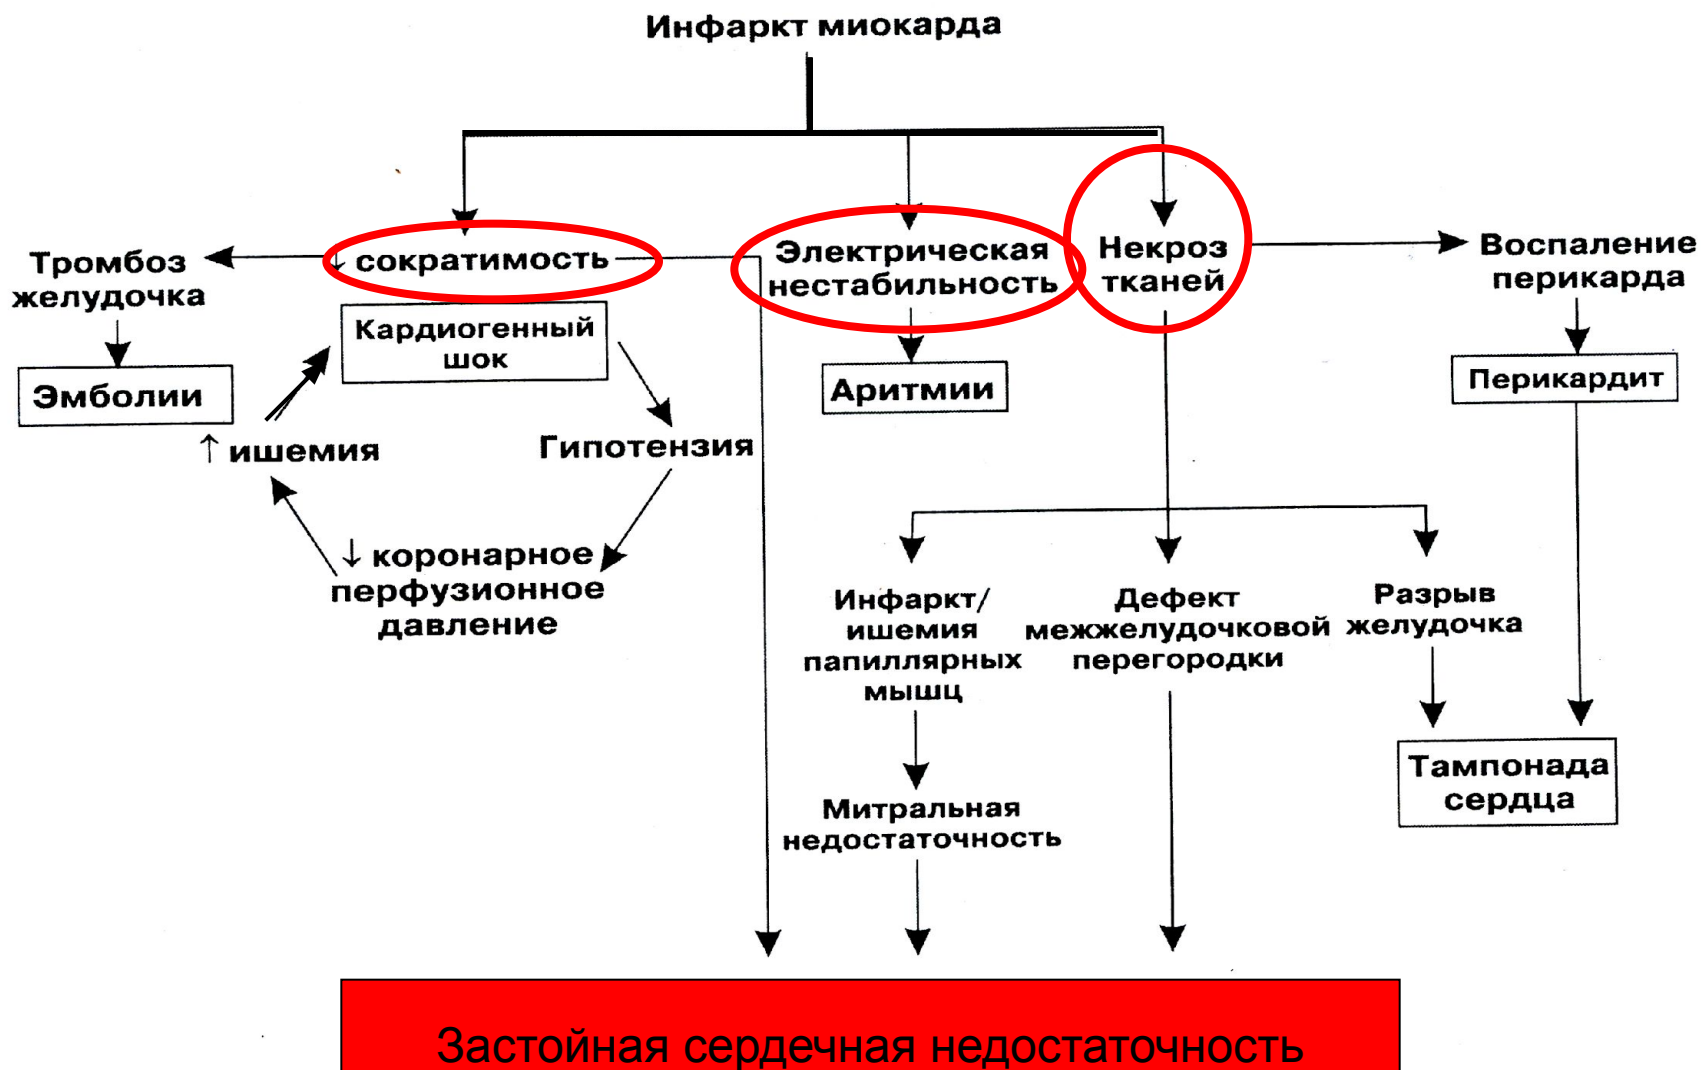 Инфаркт миокарда
Тромбоз
желудочка
↓ сократимость
Электрическая
нестабильность
Некроз
тканей
Воспаление
перикарда
Эмболии
Кардиогенный
шок
Аритмии
Перикардит
↑ ишемия
Гипотензия
↓ коронарное
перфузионное
давление
Инфаркт/
ишемия
папиллярных
мышц
Дефект
межжелудочковой
перегородки
Разрыв
желудочка
Митральная
недостаточность
Тампонада
сердца
Застойная сердечная недостаточность